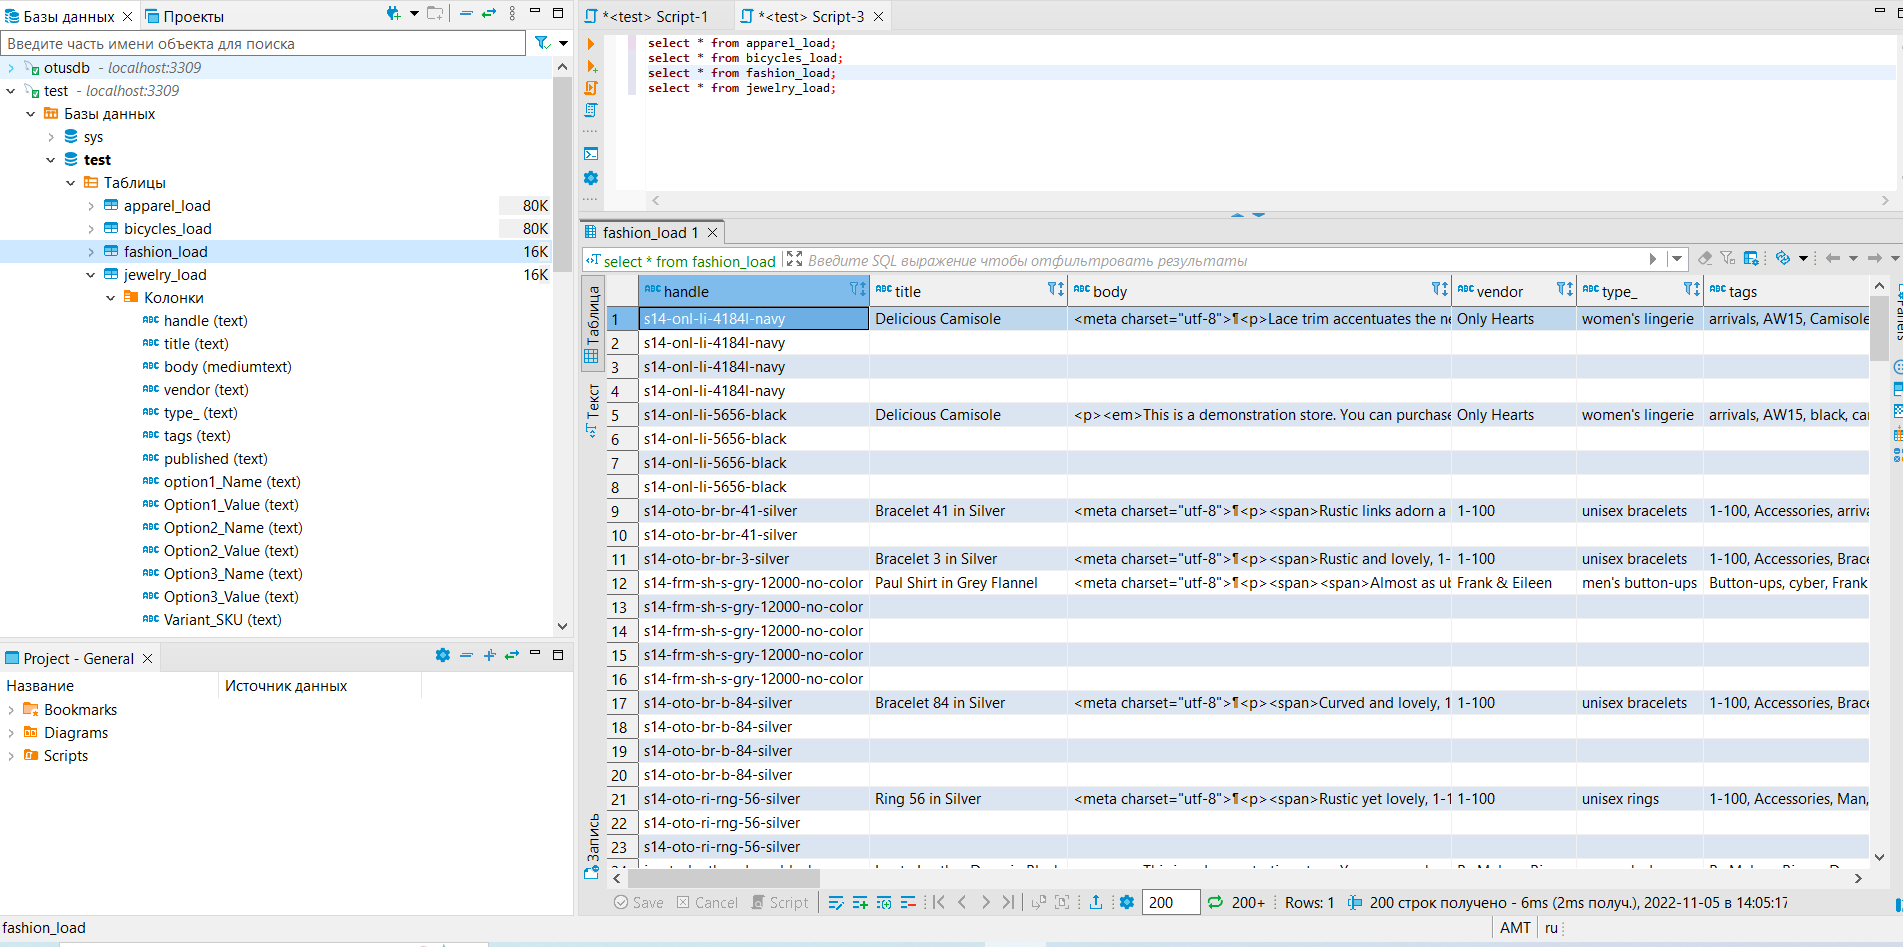 Базы данных
Проекты
Введите часть имени объекта для поиска
otusdb - localhost:3309
test - localhost:3309
Базы данных
sys
test
Таблицы
apparel_load 80K
bicycles_load 80K
fashion_load 16K
jewelry_load 16K
Колонки
ABC handle (text)
ABC title (text)
ABC body (mediumtext)
ABC vendor (text)
ABC type_ (text)
ABC tags (text)
ABC published (text)
ABC option1_Name (text)
ABC Option1_Value (text)
ABC Option2_Name (text)
ABC Option2_Value (text)
ABC Option3_Name (text)
ABC Option3_Value (text)
ABC Variant_SKU (text)
Project - General
Название Источник данных
Bookmarks
Diagrams
Scripts
*<test> Script-1
*<test> Script-3
select * from apparel_load;
select * from bicycles_load;
select * from fashion_load;
select * from jewelry_load;
fashion_load 1
select * from fashion_load Введите SQL выражение чтобы отфильтровать результаты
Таблица
Текст
Запись
ABC handle ABC title ABC body ABC vendor ABC type_ ABC tags
1 s14-onl-li-4184l-navy Delicious Camisole <meta charset="utf-8">¶<p>Lace trim accentuates the ne Only Hearts women's lingerie arrivals, AW15, Camisole
2 s14-onl-li-4184l-navy
3 s14-onl-li-4184l-navy
4 s14-onl-li-4184l-navy
5 s14-onl-li-5656-black Delicious Camisole <p><em>This is a demonstration store. You can purchase Only Hearts women's lingerie arrivals, AW15, black, ca
6 s14-onl-li-5656-black
7 s14-onl-li-5656-black
8 s14-onl-li-5656-black
9 s14-oto-br-br-41-silver Bracelet 41 in Silver <meta charset="utf-8">¶<p><span>Rustic links adorn a 1-100 unisex bracelets 1-100, Accessories, arriva
10 s14-oto-br-br-41-silver
11 s14-oto-br-br-3-silver Bracelet 3 in Silver <meta charset="utf-8">¶<p><span>Rustic and lovely, 1- 1-100 unisex bracelets 1-100, Accessories, Brace
12 s14-frm-sh-s-gry-12000-no-color Paul Shirt in Grey Flannel <meta charset="utf-8">¶<p><span><span>Almost as ub Frank & Eileen men's button-ups Button-ups, cyber, Frank
13 s14-frm-sh-s-gry-12000-no-color
14 s14-frm-sh-s-gry-12000-no-color
15 s14-frm-sh-s-gry-12000-no-color
16 s14-frm-sh-s-gry-12000-no-color
17 s14-oto-br-b-84-silver Bracelet 84 in Silver <meta charset="utf-8">¶<p><span>Curved and lovely, 1 1-100 unisex bracelets 1-100, Accessories, Brace
18 s14-oto-br-b-84-silver
19 s14-oto-br-b-84-silver
20 s14-oto-br-b-84-silver
21 s14-oto-ri-rng-56-silver Ring 56 in Silver <meta charset="utf-8">¶<p><span>Rustic yet lovely, 1-1 1-100 unisex rings 1-100, Accessories, Man,
22 s14-oto-ri-rng-56-silver
23 s14-oto-ri-rng-56-silver
Save Cancel Script 200 200+ Rows: 1 200 строк получено - 6ms (2ms получ.), 2022-11-05 в 14:05:17
fashion_load AMT ru